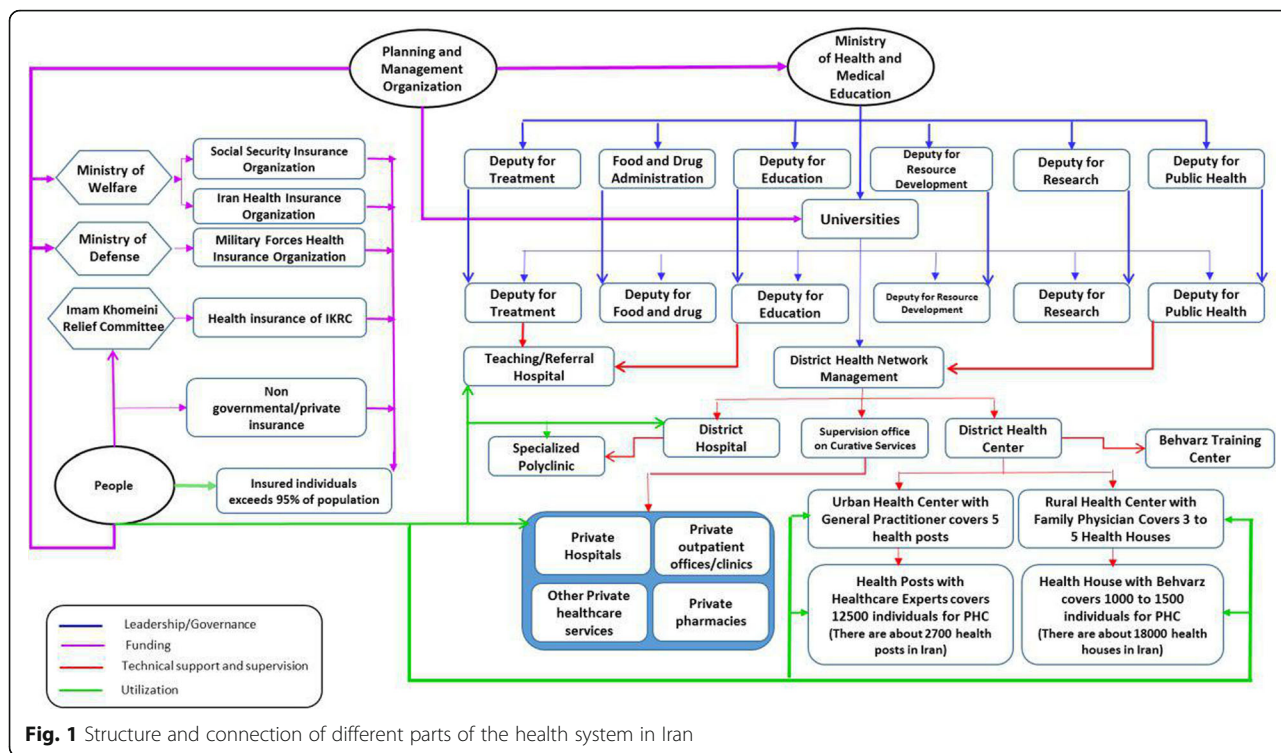 Planning and
Management
Organization
Ministry
of Health and
Medical
Education
Ministry of
Welfare
Social Security Insurance
Organization
Iran Health Insurance
Organization
Ministry of
Defense
Military Forces Health
Insurance Organization
Imam Khomeini
Relief Committee
Health insurance of IKRC
Non
governmental/private
insurance
People
Insured individuals
exceeds 95% of population
Deputy for
Treatment
Food and Drug
Administration
Deputy for
Education
Deputy for
Resource
Development
Deputy for
Research
Deputy for
Public Health
Universities
Deputy for
Treatment
Deputy for
Food and drug
Deputy for
Education
Deputy for Resource
Development
Deputy for
Research
Deputy for
Public Health
Teaching/Referral
Hospital
District Health Network
Management
Specialized
Polyclinic
District
Hospital
Supervision office
on Curative Services
District Health
Center
Behvarz Training
Center
Private
Hospitals
Private
outpatient
offices/clinics
Other Private
healthcare
services
Private
pharmacies
Urban Health Center with
General Practitioner covers 5
health posts
Rural Health Center with
Family Physician Covers 3 to
5 Health Houses
Health Posts with
Healthcare Experts covers
12500 individuals for PHC
(There are about 2700 health
posts in Iran)
Health House with Behvarz
covers 1000 to 1500
individuals for PHC
(There are about 18000 health
houses in Iran)
Leadership/Governance
Funding
Technical support and supervision
Utilization
Fig. 1 Structure and connection of different parts of the health system in Iran